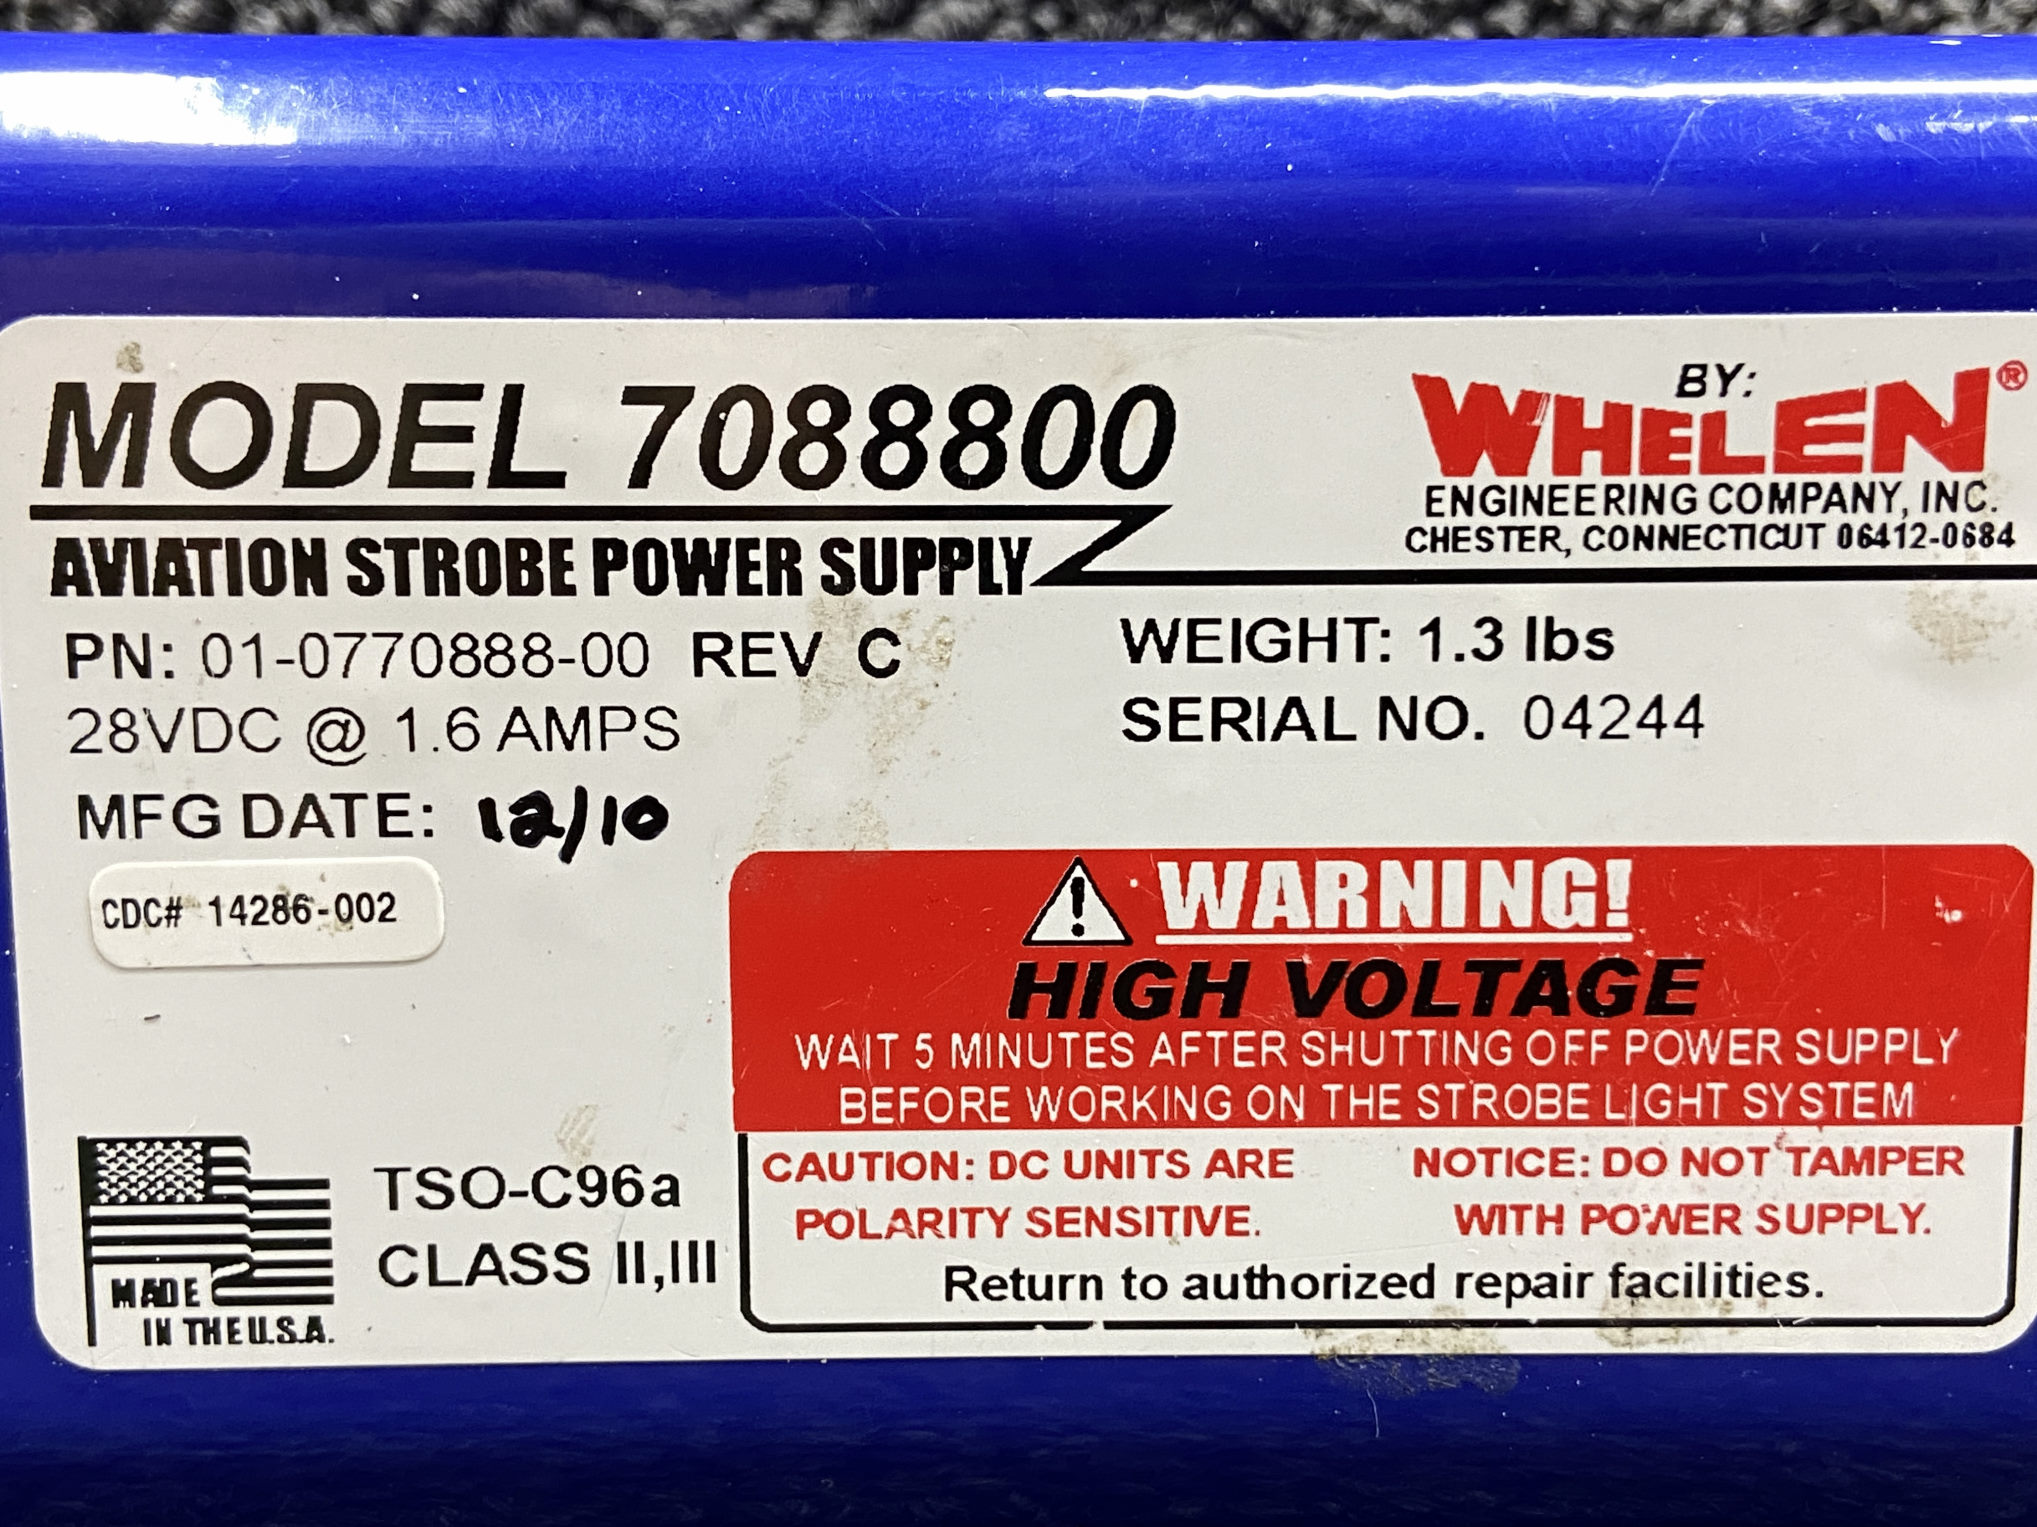 MODEL 7088800
BY:
WHELEN®
ENGINEERING COMPANY, INC.
CHESTER, CONNECTICUT 06412-0684
AVIATION STROBE POWER SUPPLY
PN: 01-0770888-00 REV C
WEIGHT: 1.3 lbs
28VDC @ 1.6 AMPS
SERIAL NO. 04244
MFG DATE: 12/10
CDC# 14286-002
WARNING!
HIGH VOLTAGE
WAIT 5 MINUTES AFTER SHUTTING OFF POWER SUPPLY
BEFORE WORKING ON THE STROBE LIGHT SYSTEM
CAUTION: DC UNITS ARE
POLARITY SENSITIVE.
NOTICE: DO NOT TAMPER
WITH POWER SUPPLY.
Return to authorized repair facilities.
MADE
IN THE U.S.A.
TSO-C96a
CLASS II,III